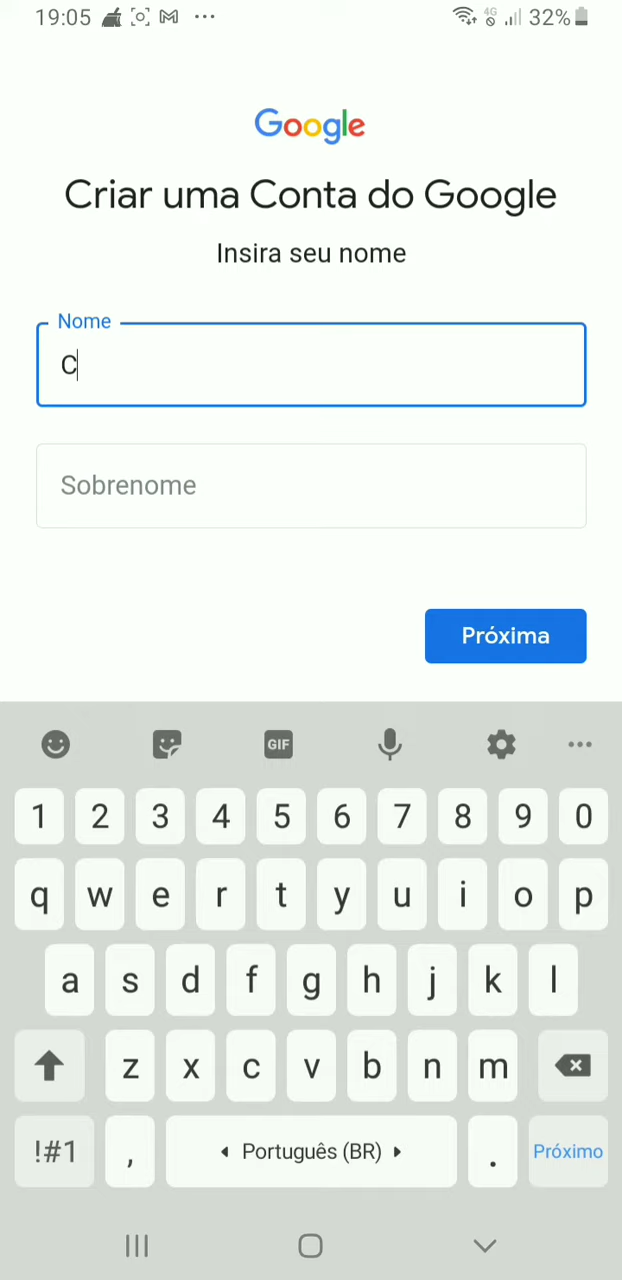 19:05 4G 32%
Google
Criar uma Conta do Google
Insira seu nome
Nome
C
Sobrenome
Próxima
GIF
1 2 3 4 5 6 7 8 9 0
q w e r t y u i o p
a s d f g h j k l
z x c v b n m
!#1 , Português (BR) . Próximo